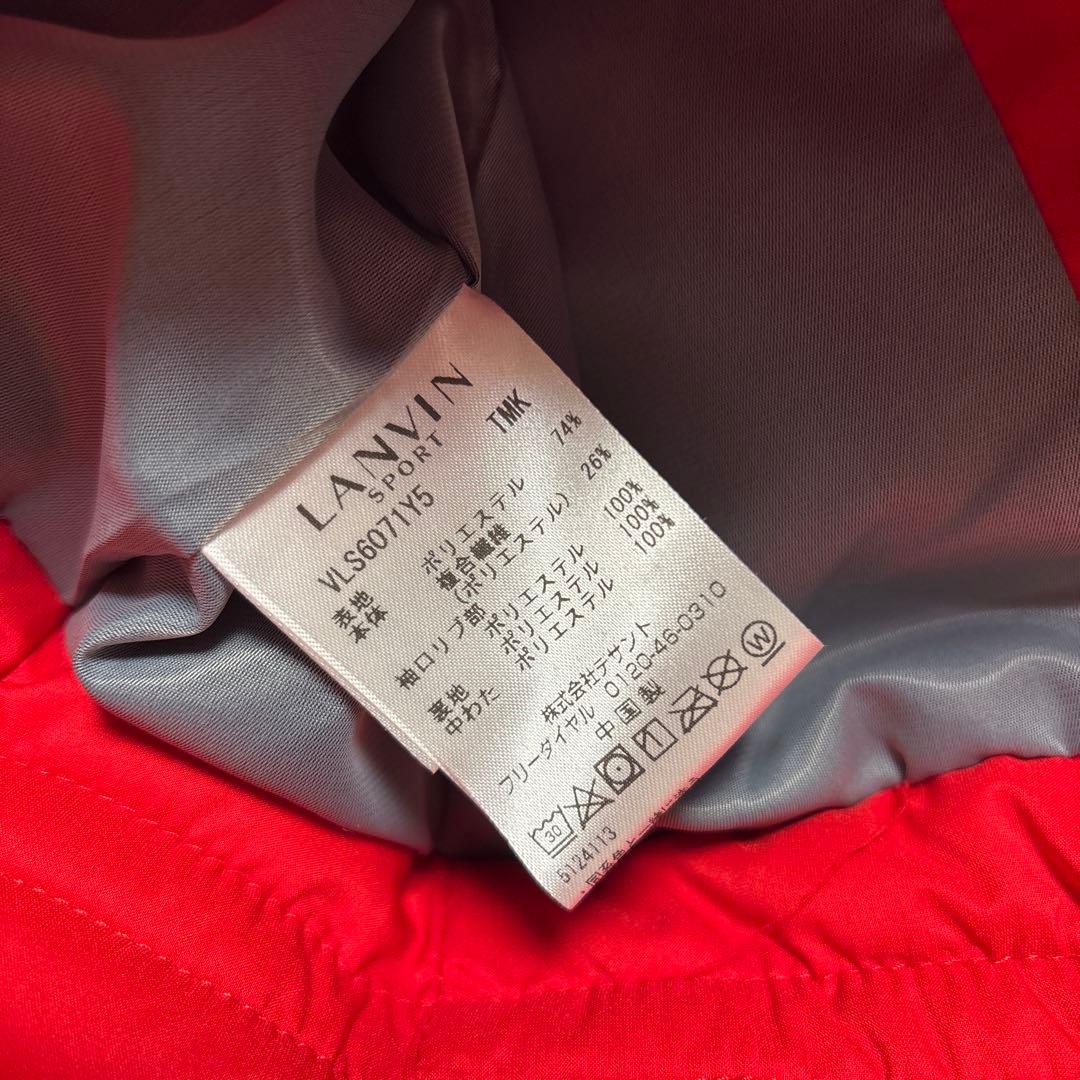 LANVIN
SPORT
VLS6071Y5 TMK
表地
本体 ポリエステル 74%
複合繊維 26%
(ポリエステル)
袖口リブ部 ポリエステル 100%
裏地 ポリエステル 100%
中わた ポリエステル 100%
株式会社デサント
フリーダイヤル 0120-46-0310
中国製
30 W
5124113